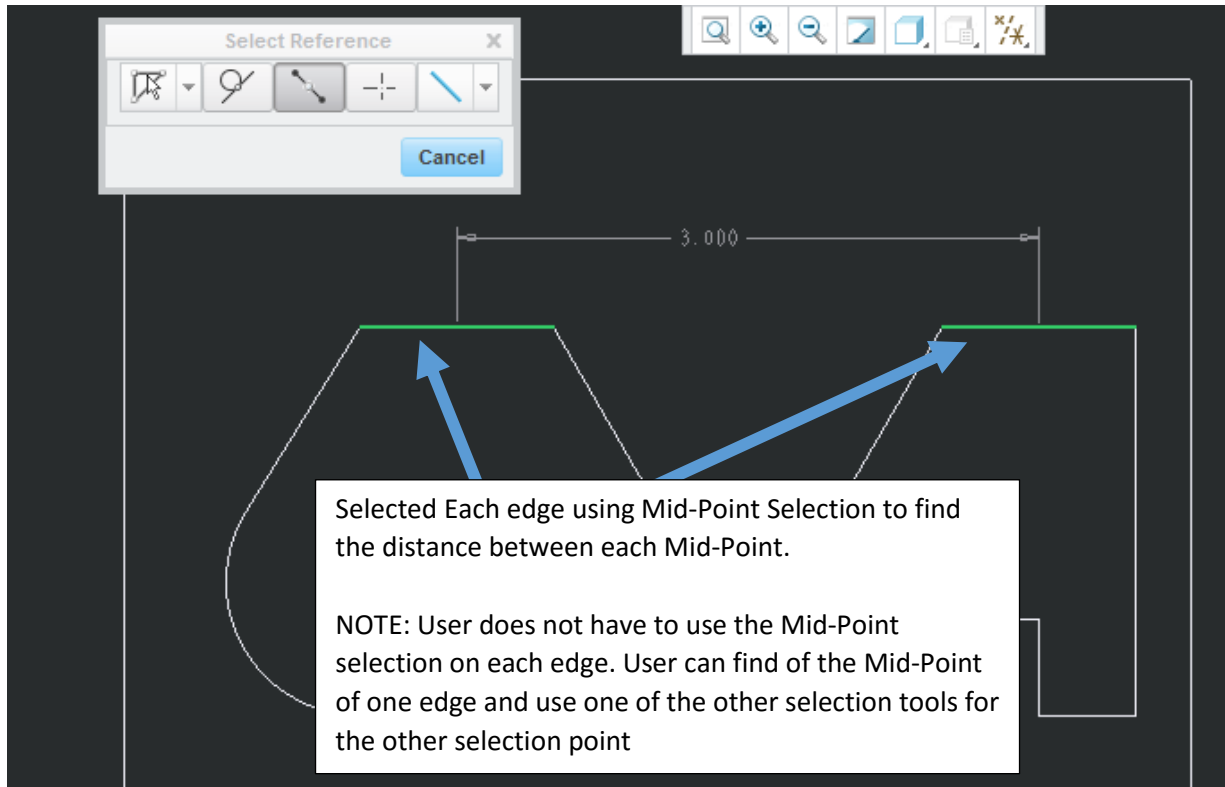 Select Reference X
Cancel
3.000
Selected Each edge using Mid-Point Selection to find
the distance between each Mid-Point.
NOTE: User does not have to use the Mid-Point
selection on each edge. User can find of the Mid-Point
of one edge and use one of the other selection tools for
the other selection point